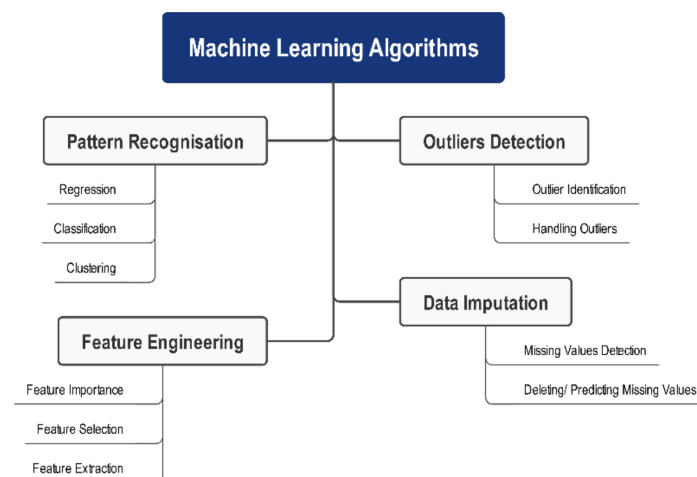 Machine Learning Algorithms
Pattern Recognisation
Regression
Classification
Clustering
Outliers Detection
Outlier Identification
Handling Outliers
Feature Engineering
Feature Importance
Feature Selection
Feature Extraction
Data Imputation
Missing Values Detection
Deleting/ Predicting Missing Values